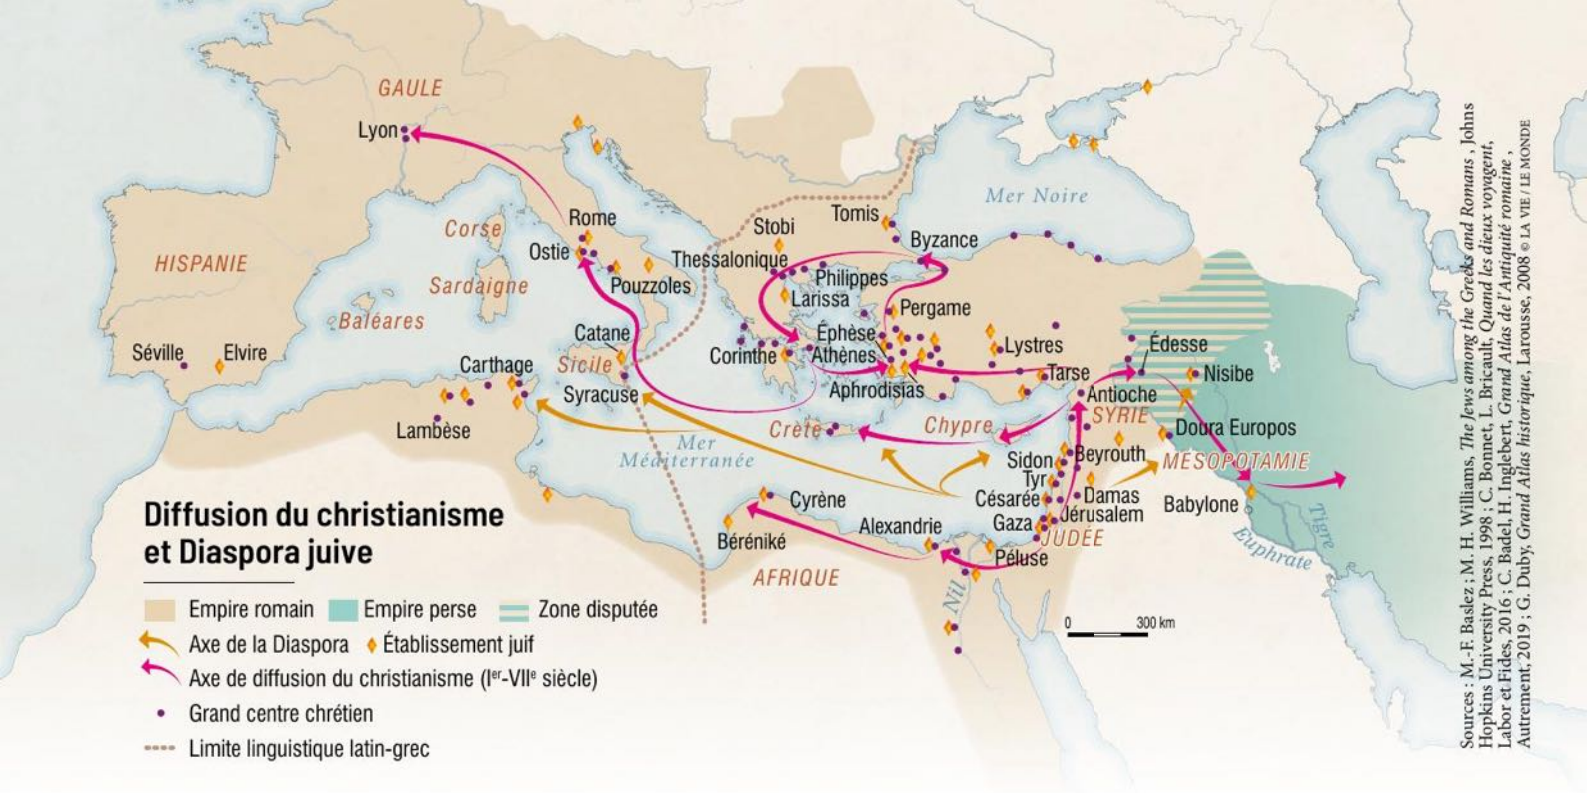 GAULE
Lyon
Corse
Rome
Ostie
HISPANIE
Sardaigne
Pouzzoles
Baléares
Séville
Elvire
Carthage
Catane
Sicile
Syracuse
Lambèse
Stobi
Tomis
Mer Noire
Byzance
Thessalonique
Philippes
Larissa
Pergame
Éphèse
Corinthe
Athènes
Lystres
Édesse
Aphrodisias
Tarse
Nisibe
Antioche
SYRIE
Crète
Chypre
Doura Europos
Mer
Méditerranée
Sidon
Beyrouth
MÉSOPOTAMIE
Tyr
Césarée
Damas
Babylone
Cyrène
Jérusalem
Tigre
Alexandrie
Gaza
JUDÉE
Euphrate
Béréniké
Péluse
AFRIQUE
Nil
0 300 km
Diffusion du christianisme
et Diaspora juive
Empire romain
Empire perse
Zone disputée
Axe de la Diaspora
Établissement juif
Axe de diffusion du christianisme (Ier-VIIe siècle)
Grand centre chrétien
Limite linguistique latin-grec
Sources : M.-F. Baslez ; M. H. Williams, The Jews among the Greeks and Romans , Johns
Hopkins University Press, 1998 ; C. Bonnet, L. Bricault, Quand les dieux voyagent,
Labor et Fides, 2016 ; C. Badel, H. Inglebert, Grand Atlas de l'Antiquité romaine ,
Autrement, 2019 ; G. Duby, Grand Atlas historique, Larousse, 2008 © LA VIE / LE MONDE